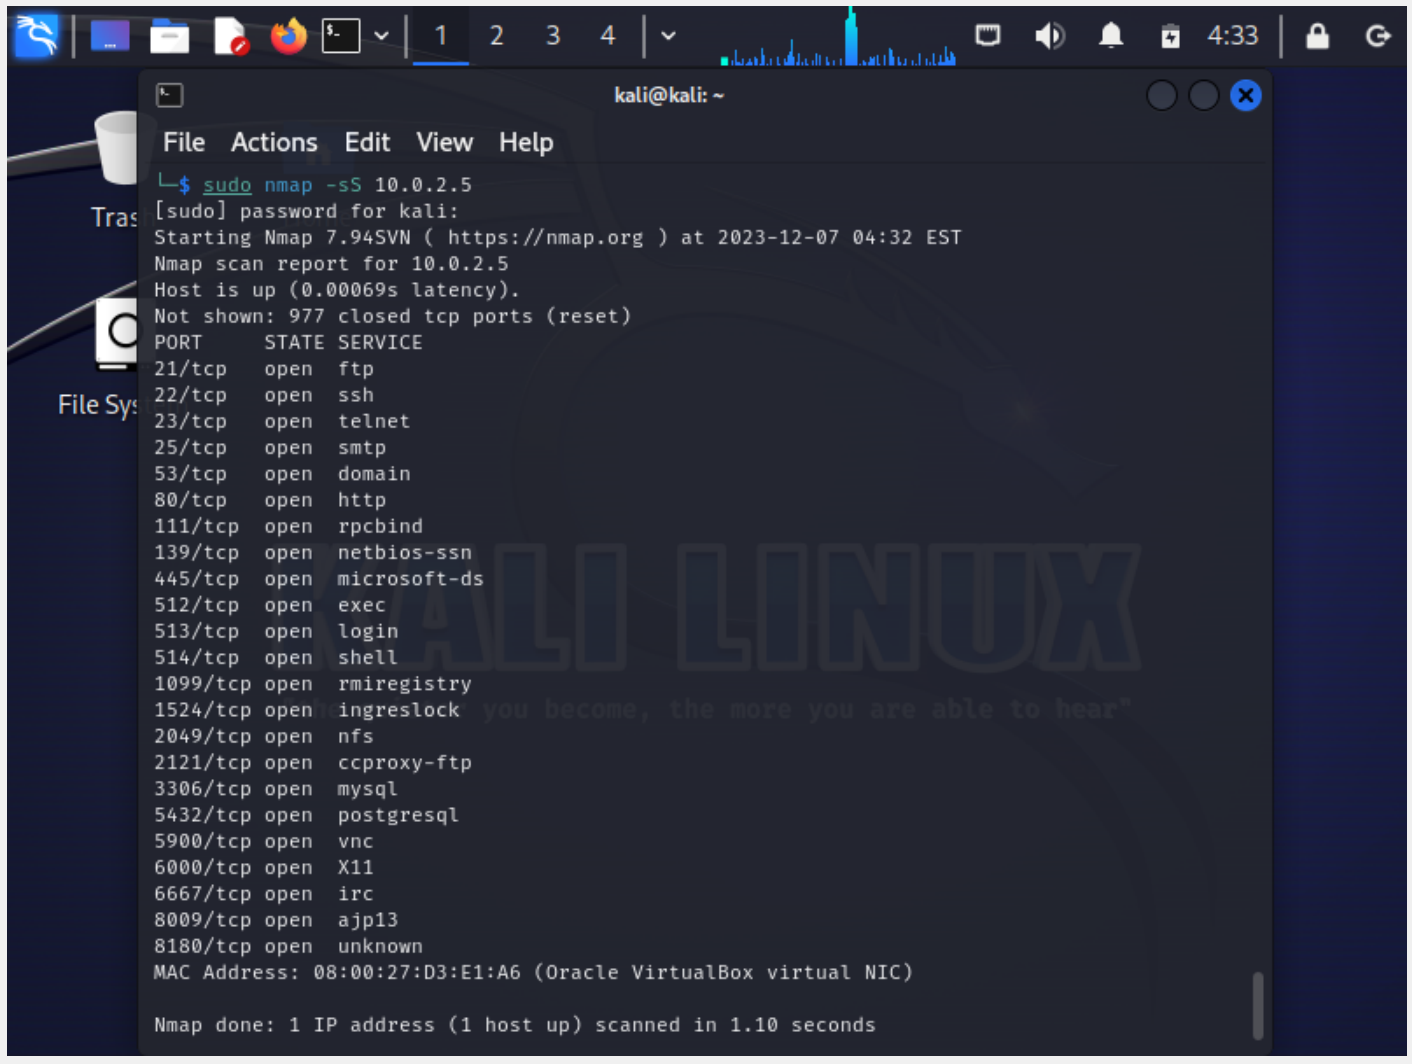 1 2 3 4 4:33
kali@kali: ~
File Actions Edit View Help
Tras
File Sys
└─$ sudo nmap -sS 10.0.2.5
[sudo] password for kali:
Starting Nmap 7.94SVN ( https://nmap.org ) at 2023-12-07 04:32 EST
Nmap scan report for 10.0.2.5
Host is up (0.00069s latency).
Not shown: 977 closed tcp ports (reset)
PORT STATE SERVICE
21/tcp open ftp
22/tcp open ssh
23/tcp open telnet
25/tcp open smtp
53/tcp open domain
80/tcp open http
111/tcp open rpcbind
139/tcp open netbios-ssn
445/tcp open microsoft-ds
512/tcp open exec
513/tcp open login
514/tcp open shell
1099/tcp open rmiregistry
1524/tcp open ingreslock
2049/tcp open nfs
2121/tcp open ccproxy-ftp
3306/tcp open mysql
5432/tcp open postgresql
5900/tcp open vnc
6000/tcp open X11
6667/tcp open irc
8009/tcp open ajp13
8180/tcp open unknown
MAC Address: 08:00:27:D3:E1:A6 (Oracle VirtualBox virtual NIC)
Nmap done: 1 IP address (1 host up) scanned in 1.10 seconds
KALI LINUX
you become, the more you are able to hear"